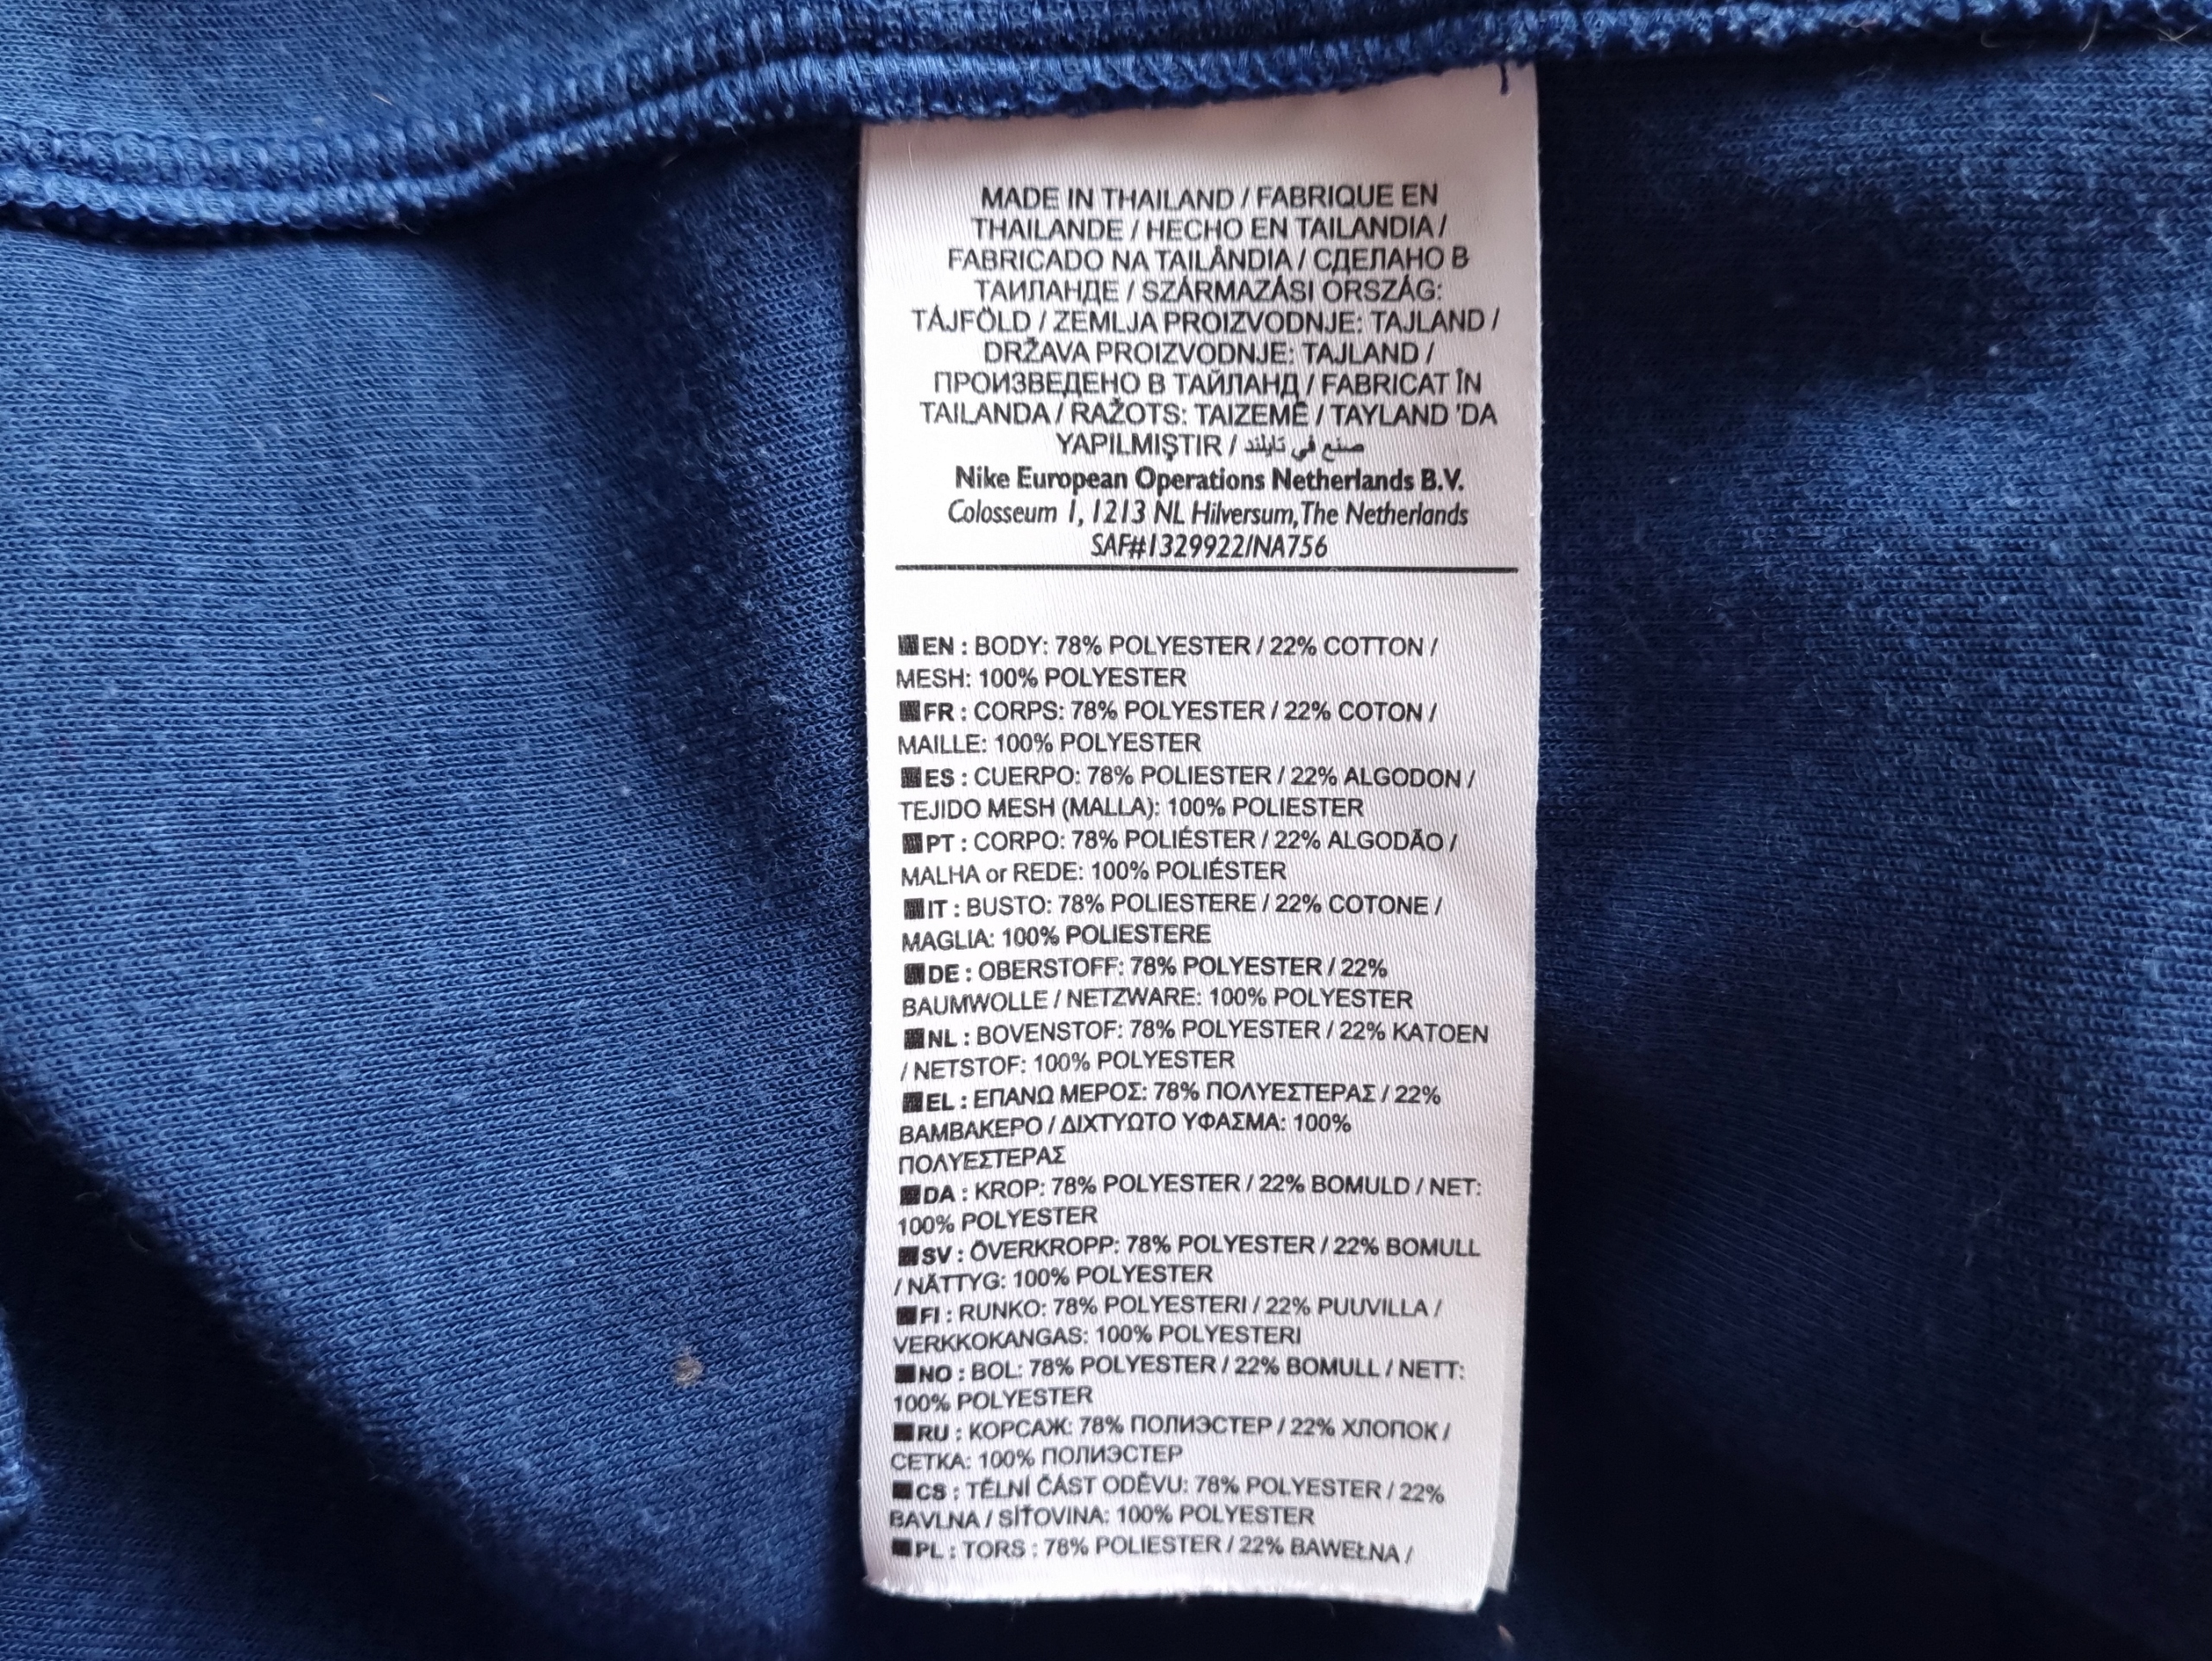 MADE IN THAILAND / FABRIQUE EN
THAILANDE / HECHO EN TAILANDIA /
FABRICADO NA TAILÂNDIA / СДЕЛАНО В
ТАИЛАНДЕ / SZÁRMAZÁSI ORSZÁG:
TÁJFÖLD / ZEMLJA PROIZVODNJE: TAJLAND /
DRŽAVA PROIZVODNJE: TAJLAND /
ПРОИЗВЕДЕНО В ТАЙЛАНД / FABRICAT ÎN
TAILANDA / RAŽOTS: TAIZEMĒ / TAYLAND 'DA
YAPILMIŞTIR / صنع في تايلند
Nike European Operations Netherlands B.V.
Colosseum 1, 1213 NL Hilversum, The Netherlands
SAF#1329922/NA756
EN : BODY: 78% POLYESTER / 22% COTTON /
MESH: 100% POLYESTER
FR : CORPS: 78% POLYESTER / 22% COTON /
MAILLE: 100% POLYESTER
ES : CUERPO: 78% POLIESTER / 22% ALGODON /
TEJIDO MESH (MALLA): 100% POLIESTER
PT : CORPO: 78% POLIÉSTER / 22% ALGODÃO /
MALHA or REDE: 100% POLIÉSTER
IT : BUSTO: 78% POLIESTERE / 22% COTONE /
MAGLIA: 100% POLIESTERE
DE : OBERSTOFF: 78% POLYESTER / 22%
BAUMWOLLE / NETZWARE: 100% POLYESTER
NL : BOVENSTOF: 78% POLYESTER / 22% KATOEN
/ NETSTOF: 100% POLYESTER
EL : ΕΠΑΝΩ ΜΕΡΟΣ: 78% ΠΟΛΥΕΣΤΕΡΑΣ / 22%
ΒΑΜΒΑΚΕΡΟ / ΔΙΧΤΥΩΤΟ ΥΦΑΣΜΑ: 100%
ΠΟΛΥΕΣΤΕΡΑΣ
DA : KROP: 78% POLYESTER / 22% BOMULD / NET:
100% POLYESTER
SV : ÖVERKROPP: 78% POLYESTER / 22% BOMULL
/ NÄTTYG: 100% POLYESTER
FI : RUNKO: 78% POLYESTERI / 22% PUUVILLA /
VERKKOKANGAS: 100% POLYESTERI
NO : BOL: 78% POLYESTER / 22% BOMULL / NETT:
100% POLYESTER
RU : КОРСАЖ: 78% ПОЛИЭСТЕР / 22% ХЛОПОК /
СЕТКА: 100% ПОЛИЭСТЕР
CS : TĚLNÍ ČÁST ODĚVU: 78% POLYESTER / 22%
BAVLNA / SÍŤOVINA: 100% POLYESTER
PL : TORS : 78% POLIESTER / 22% BAWEŁNA /